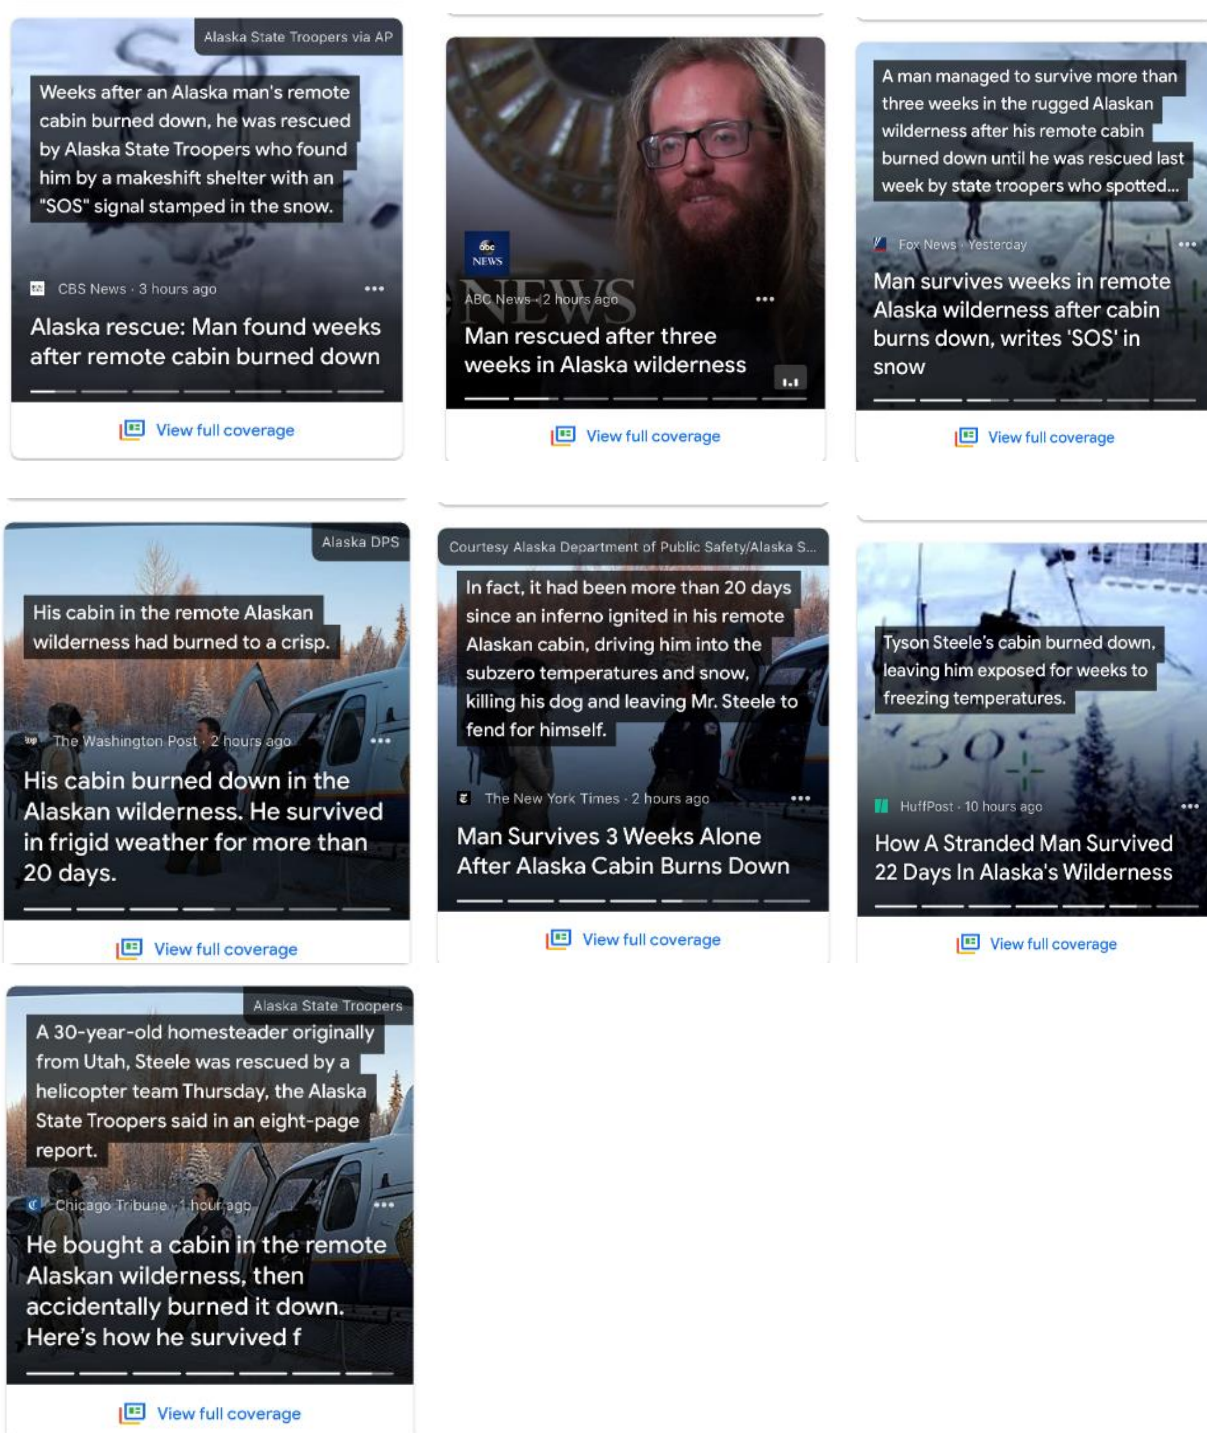 Alaska State Troopers via AP
Weeks after an Alaska man's remote
cabin burned down, he was rescued
by Alaska State Troopers who found
him by a makeshift shelter with an
"SOS" signal stamped in the snow.
CBS News · 3 hours ago
Alaska rescue: Man found weeks
after remote cabin burned down
View full coverage
abc
NEWS
NEWS
ABC News · 2 hours ago
Man rescued after three
weeks in Alaska wilderness
View full coverage
A man managed to survive more than
three weeks in the rugged Alaskan
wilderness after his remote cabin
burned down until he was rescued last
week by state troopers who spotted...
Fox News · Yesterday
Man survives weeks in remote
Alaska wilderness after cabin
burns down, writes 'SOS' in
snow
View full coverage
Alaska DPS
His cabin in the remote Alaskan
wilderness had burned to a crisp.
wp The Washington Post · 2 hours ago
His cabin burned down in the
Alaskan wilderness. He survived
in frigid weather for more than
20 days.
View full coverage
Courtesy Alaska Department of Public Safety/Alaska S...
In fact, it had been more than 20 days
since an inferno ignited in his remote
Alaskan cabin, driving him into the
subzero temperatures and snow,
killing his dog and leaving Mr. Steele to
fend for himself.
The New York Times · 2 hours ago
Man Survives 3 Weeks Alone
After Alaska Cabin Burns Down
View full coverage
Tyson Steele's cabin burned down,
leaving him exposed for weeks to
freezing temperatures.
SOS
HuffPost · 10 hours ago
How A Stranded Man Survived
22 Days In Alaska's Wilderness
View full coverage
Alaska State Troopers
A 30-year-old homesteader originally
from Utah, Steele was rescued by a
helicopter team Thursday, the Alaska
State Troopers said in an eight-page
report.
Chicago Tribune · 1 hour ago
He bought a cabin in the remote
Alaskan wilderness, then
accidentally burned it down.
Here's how he survived f
View full coverage